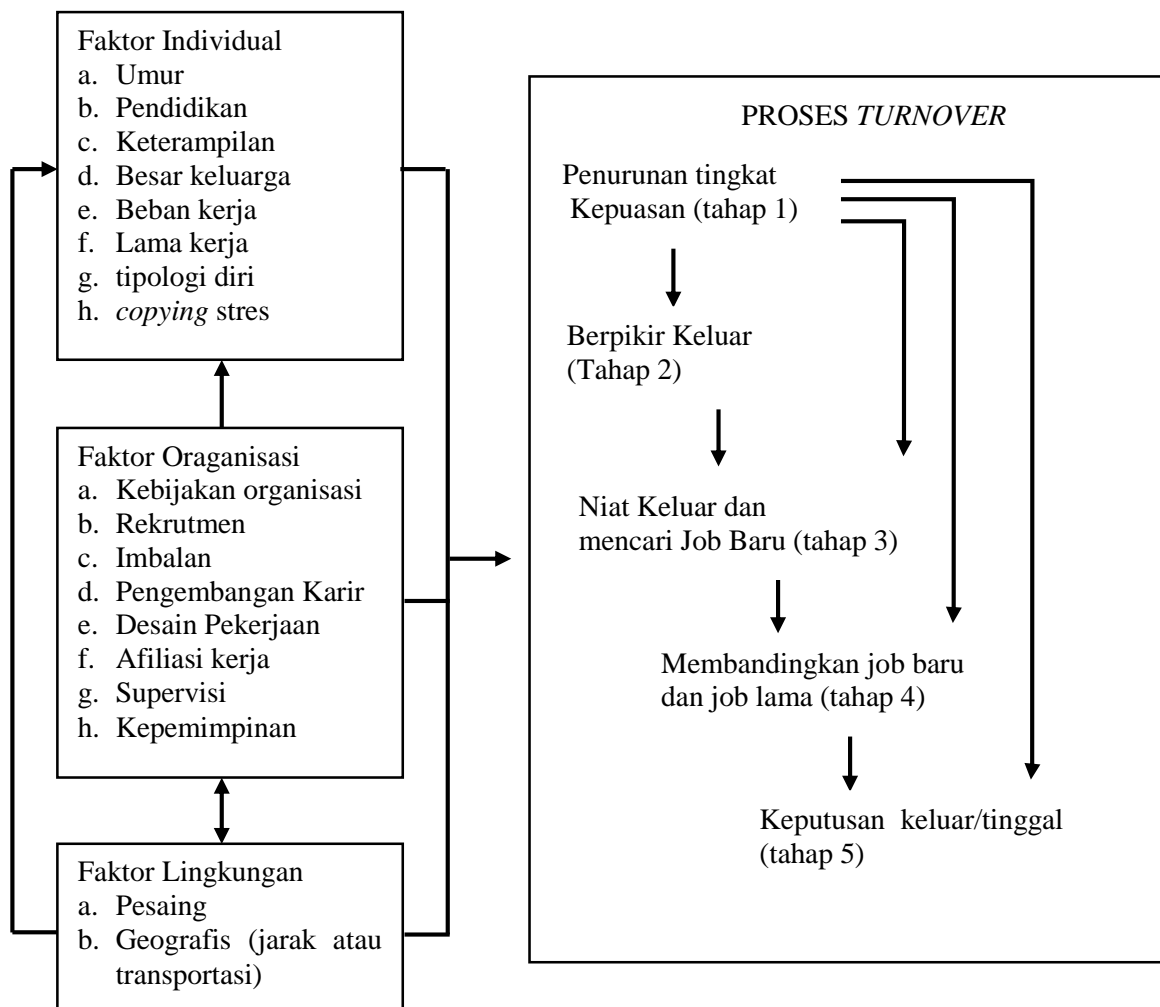 Faktor Individual
a. Umur
b. Pendidikan
c. Keterampilan
d. Besar keluarga
e. Beban kerja
f. Lama kerja
g. tipologi diri
h. copying stres
Faktor Oraganisasi
a. Kebijakan organisasi
b. Rekrutmen
c. Imbalan
d. Pengembangan Karir
e. Desain Pekerjaan
f. Afiliasi kerja
g. Supervisi
h. Kepemimpinan
Faktor Lingkungan
a. Pesaing
b. Geografis (jarak atau
transportasi)
PROSES TURNOVER
Penurunan tingkat
Kepuasan (tahap 1)
Berpikir Keluar
(Tahap 2)
Niat Keluar dan
mencari Job Baru (tahap 3)
Membandingkan job baru
dan job lama (tahap 4)
Keputusan keluar/tinggal
(tahap 5)